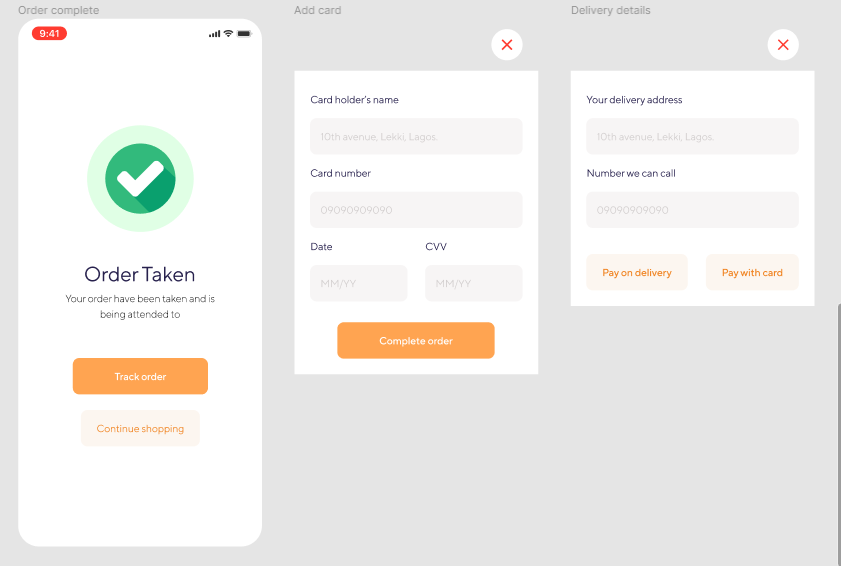 Order complete
9:41
Order Taken
Your order have been taken and is
being attended to
Track order
Continue shopping
Add card
Card holder's name
10th avenue, Lekki, Lagos.
Card number
09090909090
Date
CVV
MM/YY
MM/YY
Complete order
Delivery details
Your delivery address
10th avenue, Lekki, Lagos.
Number we can call
09090909090
Pay on delivery
Pay with card